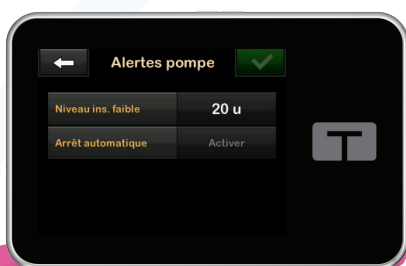 Alertes pompe
Niveau ins. faible 20 u
Arrêt automatique Activer